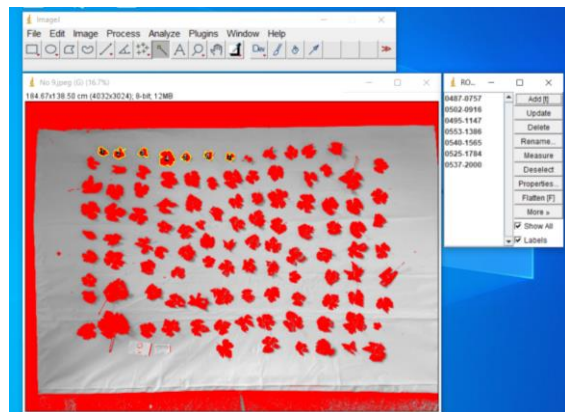 ImageJ
File Edit Image Process Analyze Plugins Window Help
Dev
No 9.jpeg (G) (16.7%)
184.67x138.50 cm (4032x3024); 8-bit; 12MB
RO...
0487-0757
0502-0916
0495-1147
0553-1386
0540-1565
0525-1784
0537-2000
Add [t]
Update
Delete
Rename...
Measure
Deselect
Properties...
Flatten [F]
More »
Show All
Labels